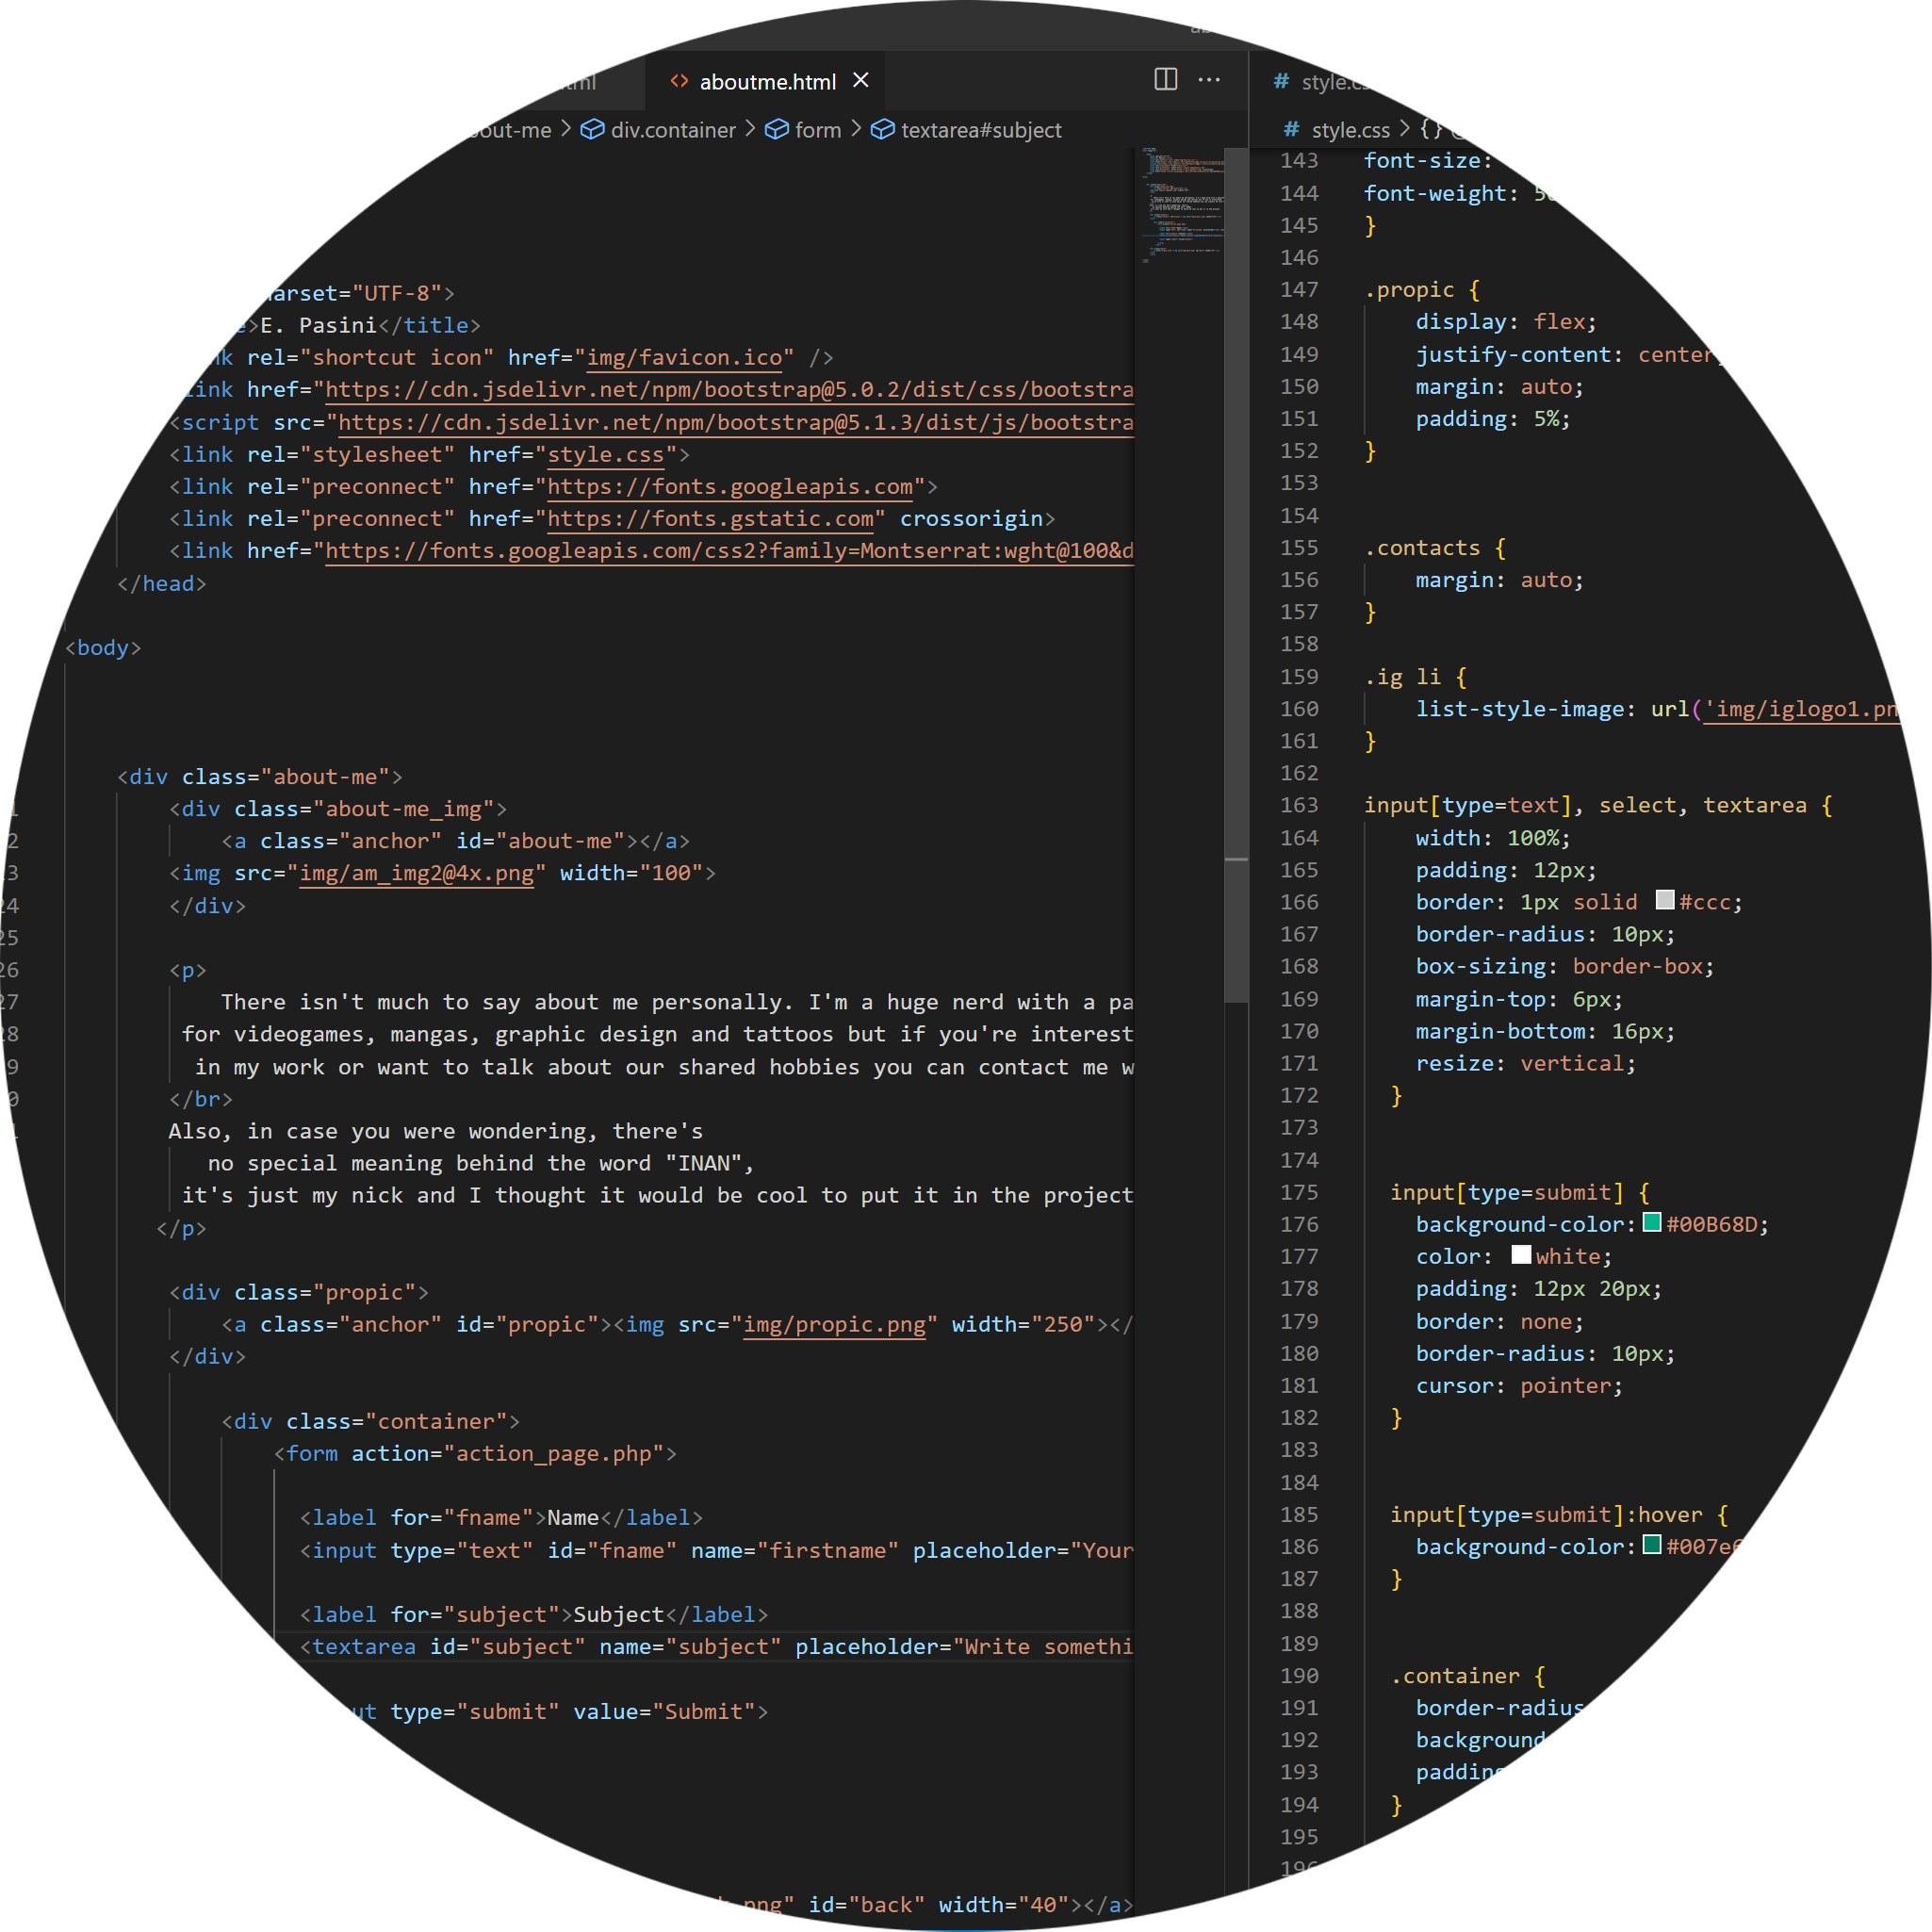 aboutme.html
div.container > form > textarea#subject
="UTF-8">
>E. Pasini</title>
rel="shortcut icon" href="img/favicon.ico" />
link href="https://cdn.jsdelivr.net/npm/bootstrap@5.0.2/dist/css/bootstra
<script src="https://cdn.jsdelivr.net/npm/bootstrap@5.1.3/dist/js/bootstra
<link rel="stylesheet" href="style.css">
<link rel="preconnect" href="https://fonts.googleapis.com">
<link rel="preconnect" href="https://fonts.gstatic.com" crossorigin>
<link href="https://fonts.googleapis.com/css2?family=Montserrat:wght@100&d
</head>
<body>
<div class="about-me">
<div class="about-me_img">
<a class="anchor" id="about-me"></a>
<img src="img/am_img2@4x.png" width="100">
24 </div>
25
26 <p>
27 There isn't much to say about me personally. I'm a huge nerd with a pa
for videogames, mangas, graphic design and tattoos but if you're interest
in my work or want to talk about our shared hobbies you can contact me w
</br>
Also, in case you were wondering, there's
no special meaning behind the word "INAN",
it's just my nick and I thought it would be cool to put it in the project
</p>
<div class="propic">
<a class="anchor" id="propic"><img src="img/propic.png" width="250"></
</div>
<div class="container">
<form action="action_page.php">
<label for="fname">Name</label>
<input type="text" id="fname" name="firstname" placeholder="Your
<label for="subject">Subject</label>
<textarea id="subject" name="subject" placeholder="Write somethi
type="submit" value="Submit">
" id="back" width="40"></a>
# style.c
# style.css > {}
143 font-size:
144 font-weight:
145 }
146
147 .propic {
148 display: flex;
149 justify-content: center
150 margin: auto;
151 padding: 5%;
152 }
153
154
155 .contacts {
156 margin: auto;
157 }
158
159 .ig li {
160 list-style-image: url('img/iglogo1.pn
161 }
162
163 input[type=text], select, textarea {
164 width: 100%;
165 padding: 12px;
166 border: 1px solid #ccc;
167 border-radius: 10px;
168 box-sizing: border-box;
169 margin-top: 6px;
170 margin-bottom: 16px;
171 resize: vertical;
172 }
173
174
175 input[type=submit] {
176 background-color: #00B68D;
177 color: white;
178 padding: 12px 20px;
179 border: none;
180 border-radius: 10px;
181 cursor: pointer;
182 }
183
184
185 input[type=submit]:hover {
186 background-color: #007e
187 }
188
189
190 .container {
191 border-radius
192 background
193 padding
194 }
195